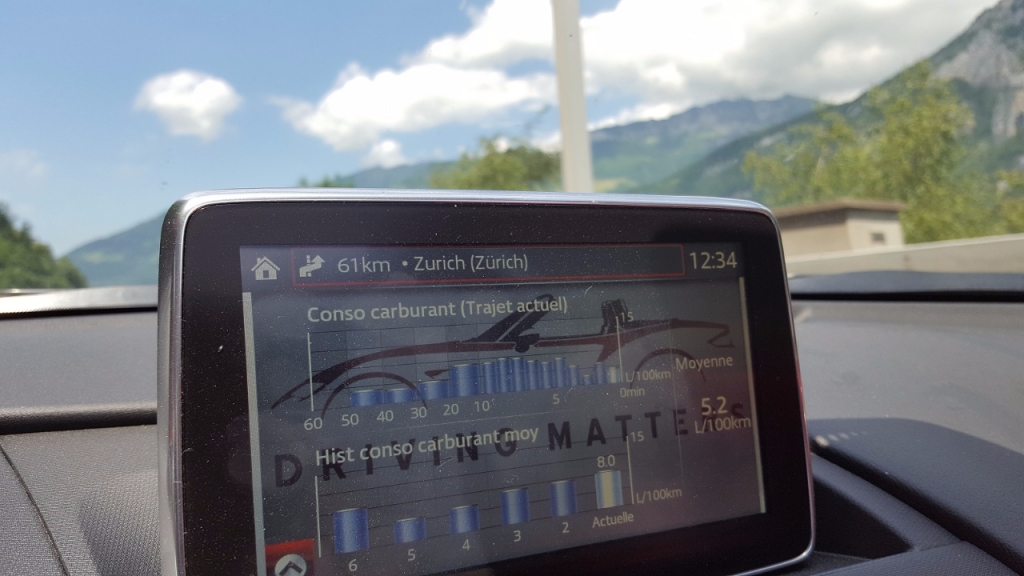 61km • Zurich (Zürich) 12:34
Conso carburant (Trajet actuel)
15
Moyenne
L/100km
60 50 40 30 20 10 5 0min
5.2
L/100km
DRIVING MATTERS
Hist conso carburant moy
15
8.0
L/100km
6 5 4 3 2 Actuelle